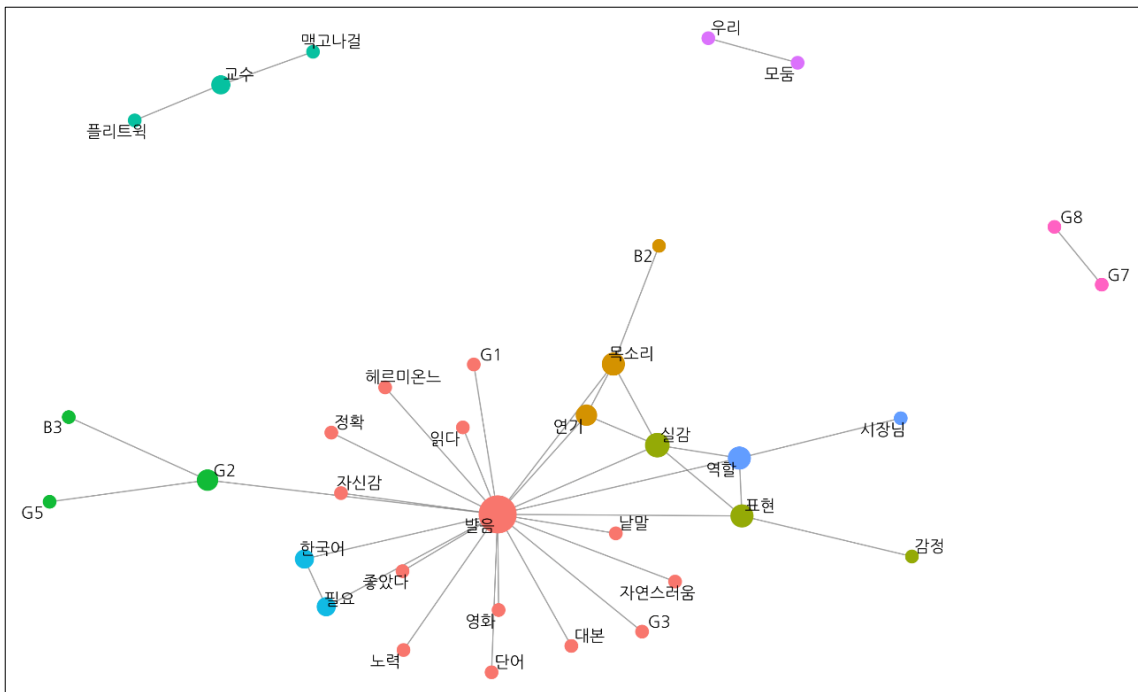 우리
맥고나걸
모둠
교수
플리트윅
G8
B2
G7
목소리
G1
헤르미온느
시장님
B3
정확
읽다
연기
실감
역할
G2
자신감
G5
표현
발음
낱말
한국어
감정
좋았다
자연스러움
필요
영화
G3
대본
노력
단어